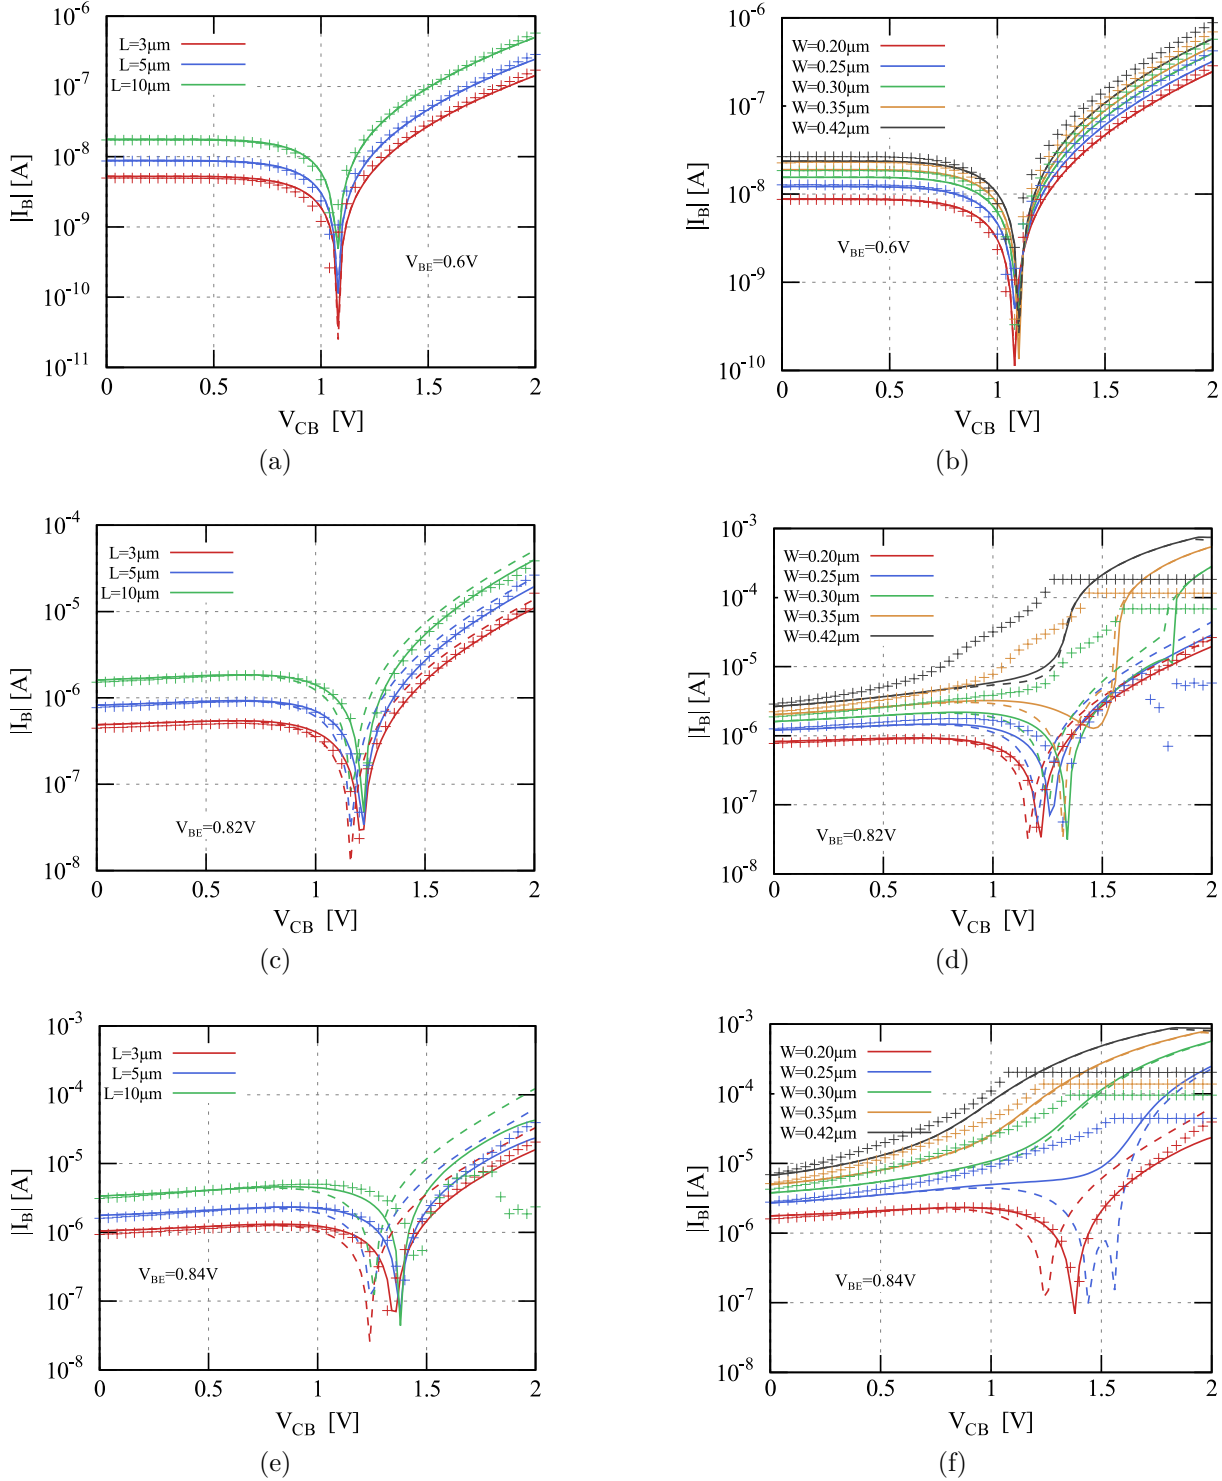 10^-6
10^-7
10^-8
10^-9
10^-10
10^-11
|I_B| [A]
L=3μm
L=5μm
L=10μm
V_BE=0.6V
0 0.5 1 1.5 2
V_CB [V]
(a)
10^-6
10^-7
10^-8
10^-9
10^-10
|I_B| [A]
W=0.20μm
W=0.25μm
W=0.30μm
W=0.35μm
W=0.42μm
V_BE=0.6V
0 0.5 1 1.5 2
V_CB [V]
(b)
10^-4
10^-5
10^-6
10^-7
10^-8
|I_B| [A]
L=3μm
L=5μm
L=10μm
V_BE=0.82V
0 0.5 1 1.5 2
V_CB [V]
(c)
10^-3
10^-4
10^-5
10^-6
10^-7
10^-8
|I_B| [A]
W=0.20μm
W=0.25μm
W=0.30μm
W=0.35μm
W=0.42μm
V_BE=0.82V
0 0.5 1 1.5 2
V_CB [V]
(d)
10^-3
10^-4
10^-5
10^-6
10^-7
10^-8
|I_B| [A]
L=3μm
L=5μm
L=10μm
V_BE=0.84V
0 0.5 1 1.5 2
V_CB [V]
(e)
10^-3
10^-4
10^-5
10^-6
10^-7
10^-8
|I_B| [A]
W=0.20μm
W=0.25μm
W=0.30μm
W=0.35μm
W=0.42μm
V_BE=0.84V
0 0.5 1 1.5 2
V_CB [V]
(f)